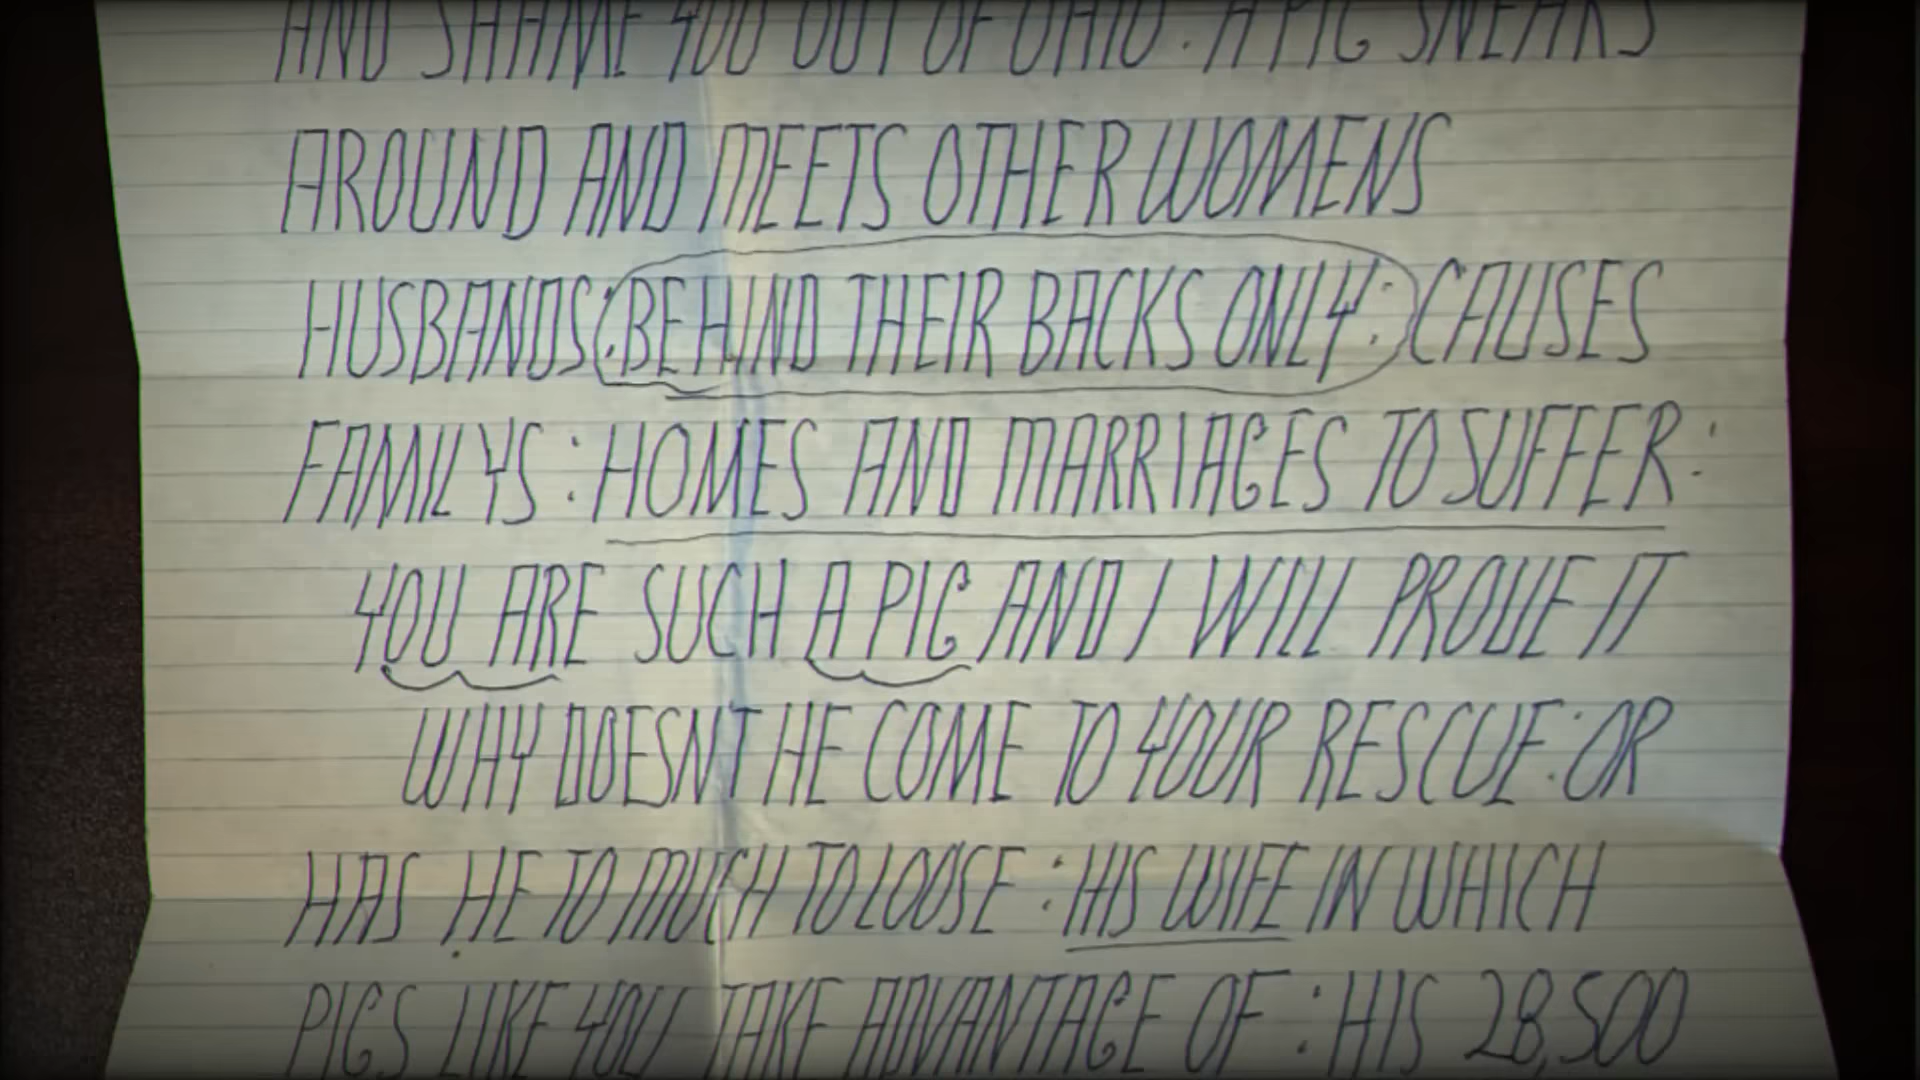 AND SHAME YOU OUT OF OHIO. A PIG SNEAKS
AROUND AND MEETS OTHER WOMENS
HUSBANDS: BEHIND THEIR BACKS ONLY: CAUSES
FAMILYS: HOMES AND MARRIAGES TO SUFFER:
YOU ARE SUCH A PIG AND I WILL PROVE IT
WHY DOESN'T HE COME TO YOUR RESCUE: OR
HAS HE TO MUCH TO LOOSE: HIS WIFE IN WHICH
PIGS LIKE YOU TAKE ADVANTAGE OF: HIS 28,500